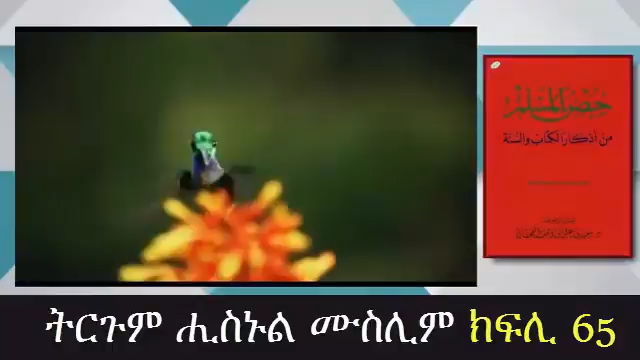 حصن المسلم
من أذكار الكتاب والسنة
ትርጉም ሒስኑል ሙስሊም ክፍሊ 65